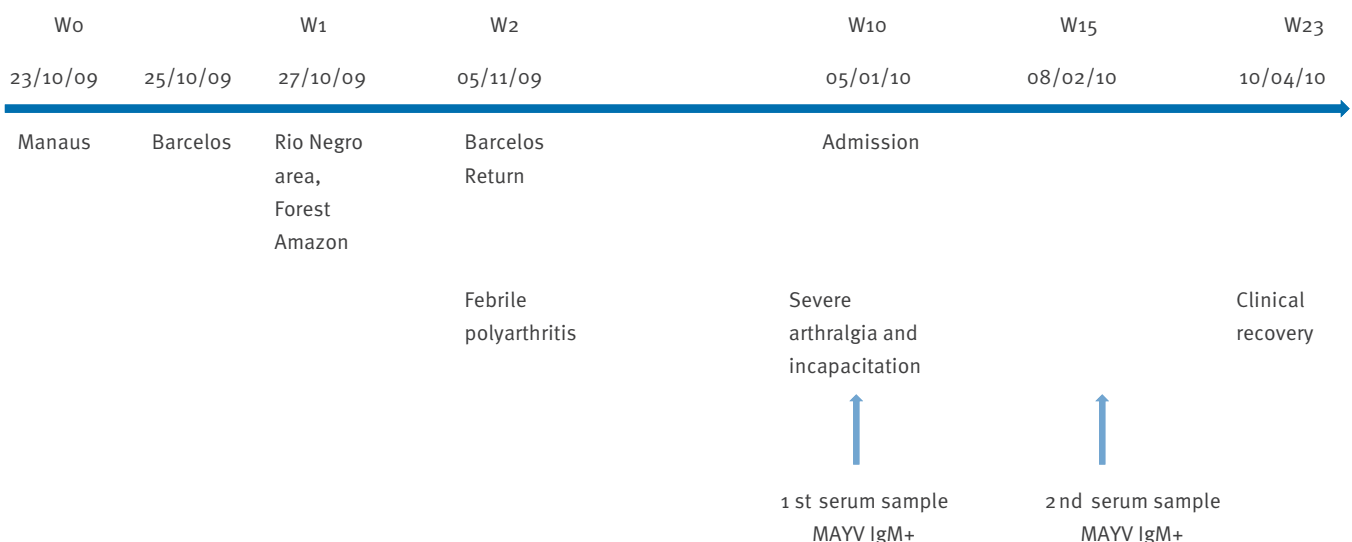 W0 W1 W2 W10 W15 W23
23/10/09 25/10/09 27/10/09 05/11/09 05/01/10 08/02/10 10/04/10
Manaus Barcelos Rio Negro Barcelos Admission
area, Return
Forest
Amazon
Febrile Severe Clinical
polyarthritis arthralgia and recovery
incapacitation
1 st serum sample 2 nd serum sample
MAYV IgM+ MAYV IgM+